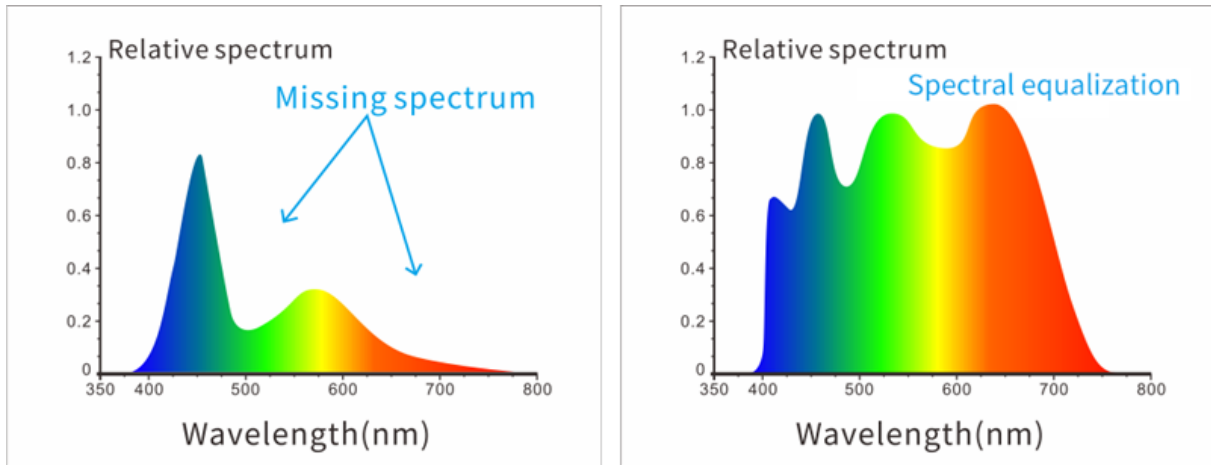 Relative spectrum
Missing spectrum
1.2
1.0
0.8
0.6
0.4
0.2
0
350 400 500 600 700 800
Wavelength(nm)
Relative spectrum
Spectral equalization
1.2
1.0
0.8
0.6
0.4
0.2
0
350 400 500 600 700 800
Wavelength(nm)